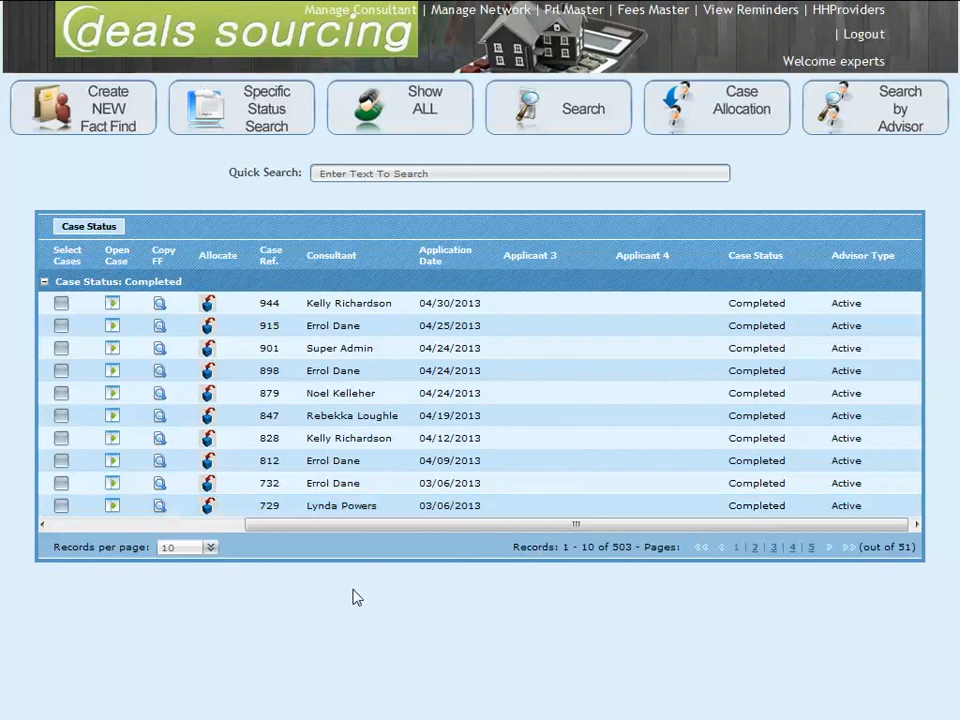 Manage Consultant | Manage Network | Prl Master | Fees Master | View Reminders | HHProviders
deals sourcing
| Logout
Welcome experts
Create NEW Fact Find
Specific Status Search
Show ALL
Search
Case Allocation
Search by Advisor
Quick Search: Enter Text To Search
Case Status
Select Cases Open Case Copy FF Allocate Case Ref. Consultant Application Date Applicant 3 Applicant 4 Case Status Advisor Type
Case Status: Completed
944 Kelly Richardson 04/30/2013 Completed Active
915 Errol Dane 04/25/2013 Completed Active
901 Super Admin 04/24/2013 Completed Active
898 Errol Dane 04/24/2013 Completed Active
879 Noel Kelleher 04/24/2013 Completed Active
847 Rebekka Loughle 04/19/2013 Completed Active
828 Kelly Richardson 04/12/2013 Completed Active
812 Errol Dane 04/09/2013 Completed Active
732 Errol Dane 03/06/2013 Completed Active
729 Lynda Powers 03/06/2013 Completed Active
Records per page: 10 Records: 1 - 10 of 503 - Pages: 1 | 2 | 3 | 4 | 5 (out of 51)